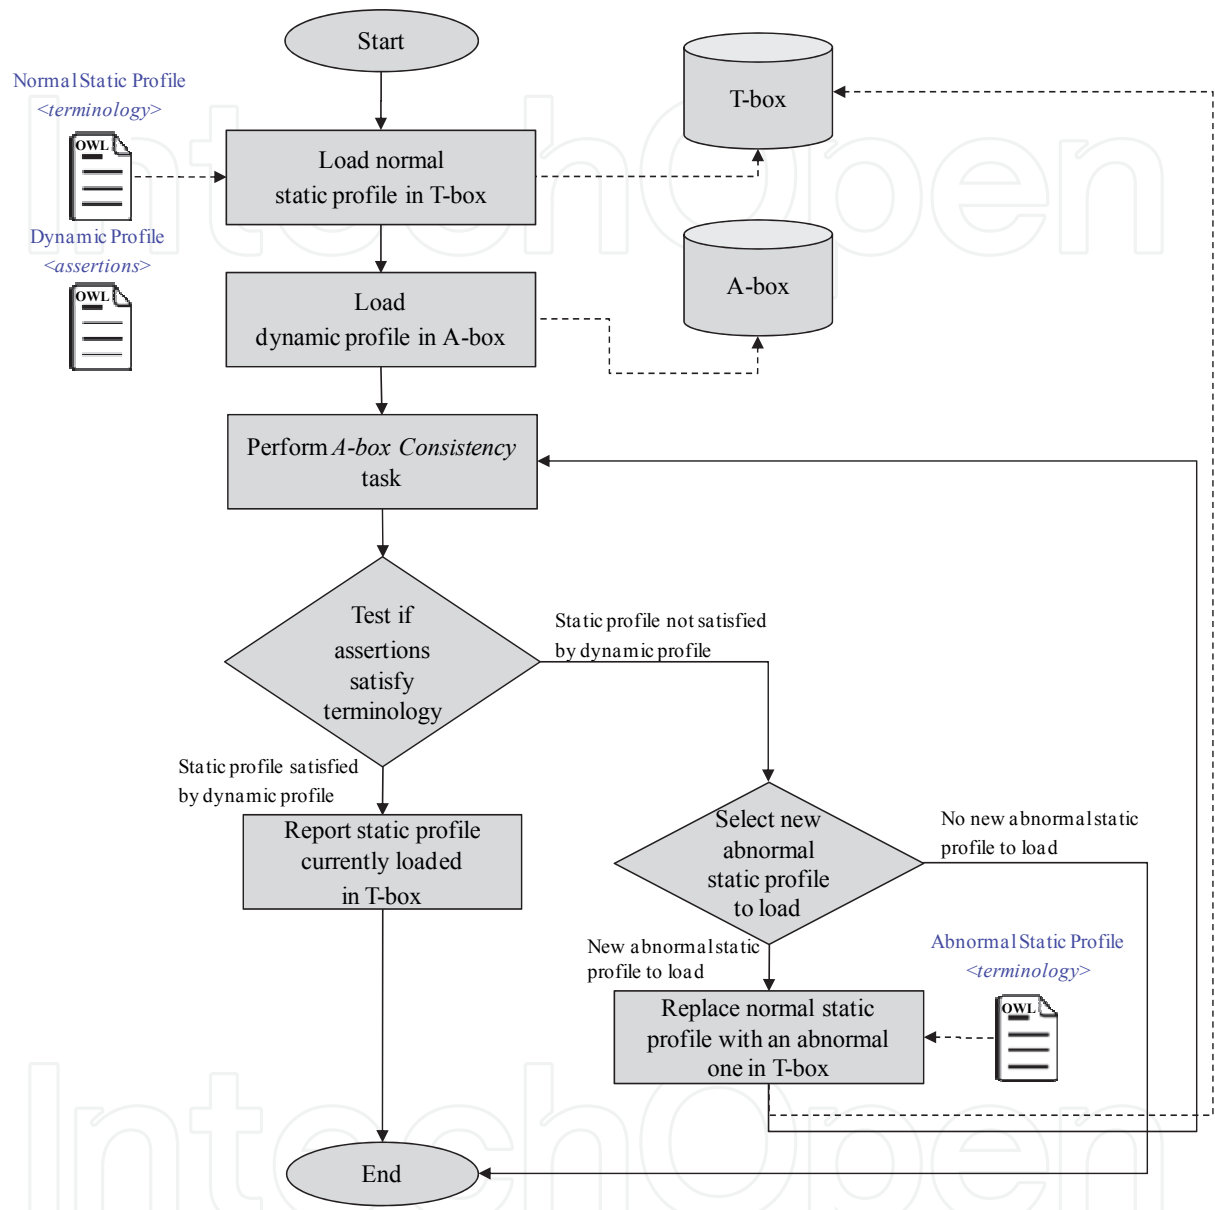 Start
Normal Static Profile
<terminology>
OWL
Load normal
static profile in T-box
T-box
Dynamic Profile
<assertions>
OWL
Load
dynamic profile in A-box
A-box
Perform A-box Consistency
task
Test if
assertions
satisfy
terminology
Static profile not satisfied
by dynamic profile
Static profile satisfied
by dynamic profile
Report static profile
currently loaded
in T-box
Select new
abnormal
static profile
to load
No new abnormal static
profile to load
New abnormal static
profile to load
Abnormal Static Profile
<terminology>
OWL
Replace normal static
profile with an abnormal
one in T-box
End
IntechOpen
IntechOpen